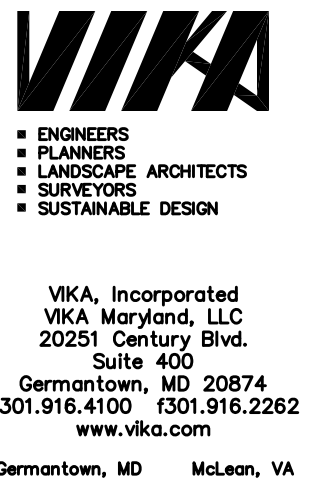 VIKA
ENGINEERS
PLANNERS
LANDSCAPE ARCHITECTS
SURVEYORS
SUSTAINABLE DESIGN
VIKA, Incorporated
VIKA Maryland, LLC
20251 Century Blvd.
Suite 400
Germantown, MD 20874
301.916.4100 f301.916.2262
www.vika.com
Germantown, MD McLean, VA